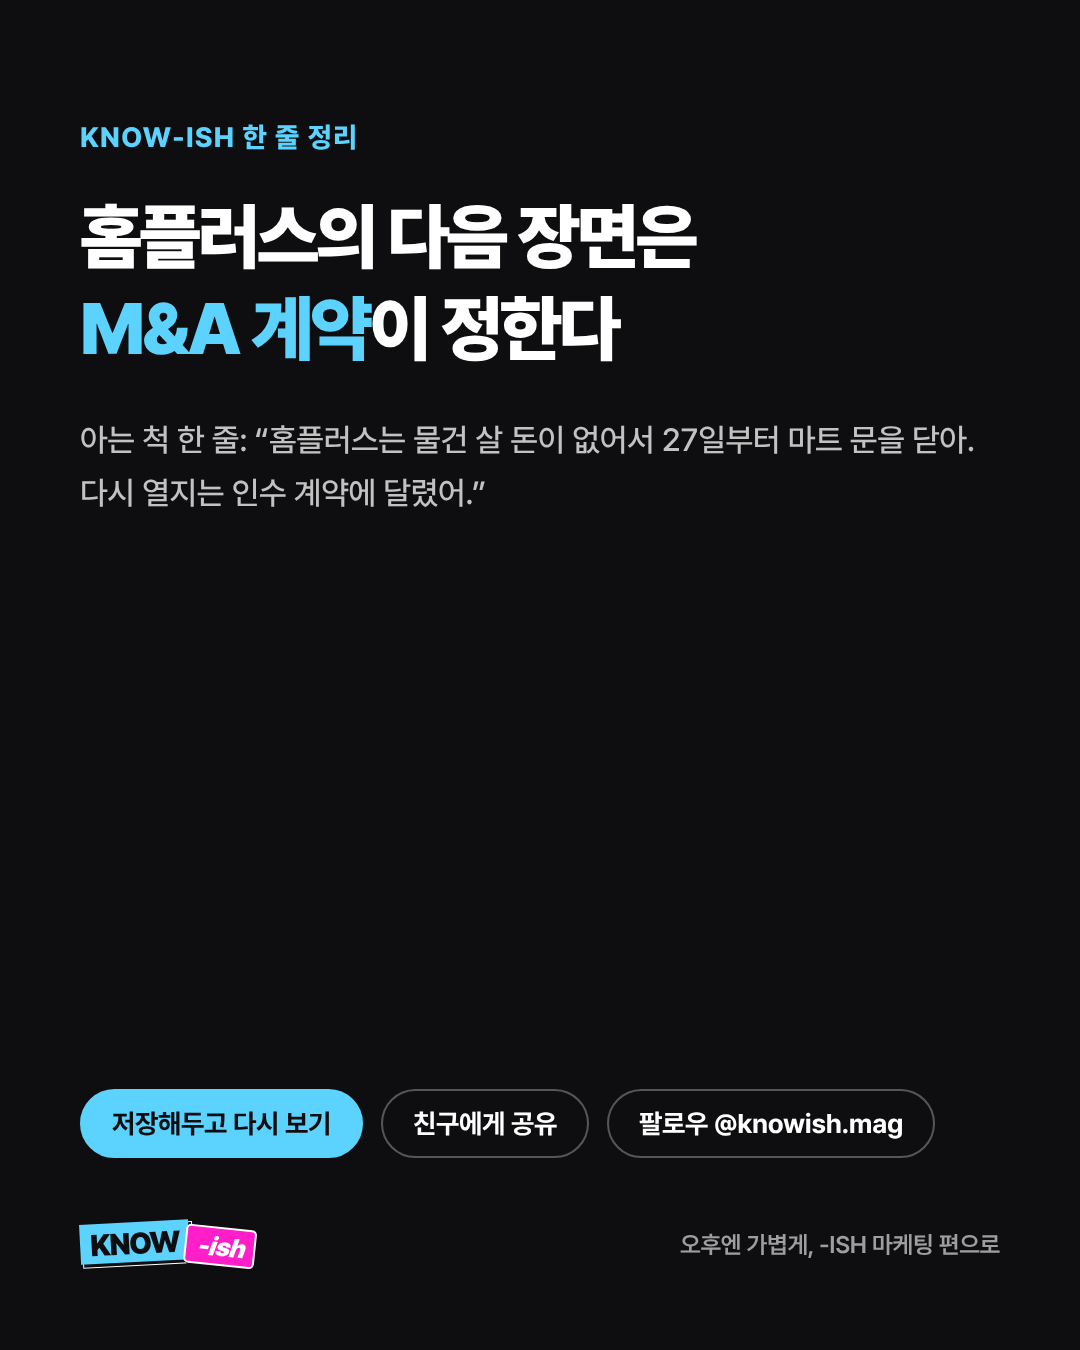 KNOW-ISH 한 줄 정리
홈플러스의 다음 장면은
M&A 계약이 정한다
아는 척 한 줄: “홈플러스는 물건 살 돈이 없어서 27일부터 마트 문을 닫아.
다시 열지는 인수 계약에 달렸어.”
저장해두고 다시 보기
친구에게 공유
팔로우 @knowish.mag
KNOW -ish
오후엔 가볍게, -ISH 마케팅 편으로